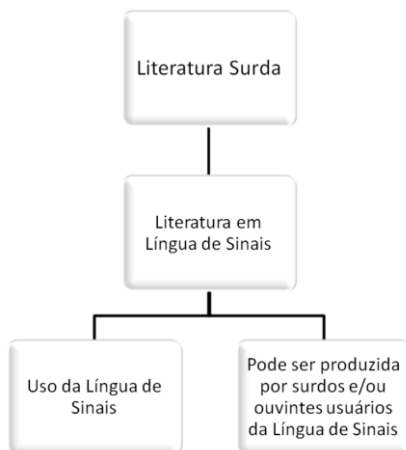 Literatura Surda
Literatura em
Língua de Sinais
Uso da Língua de
Sinais
Pode ser produzida
por surdos e/ou
ouvintes usuários
da Língua de Sinais